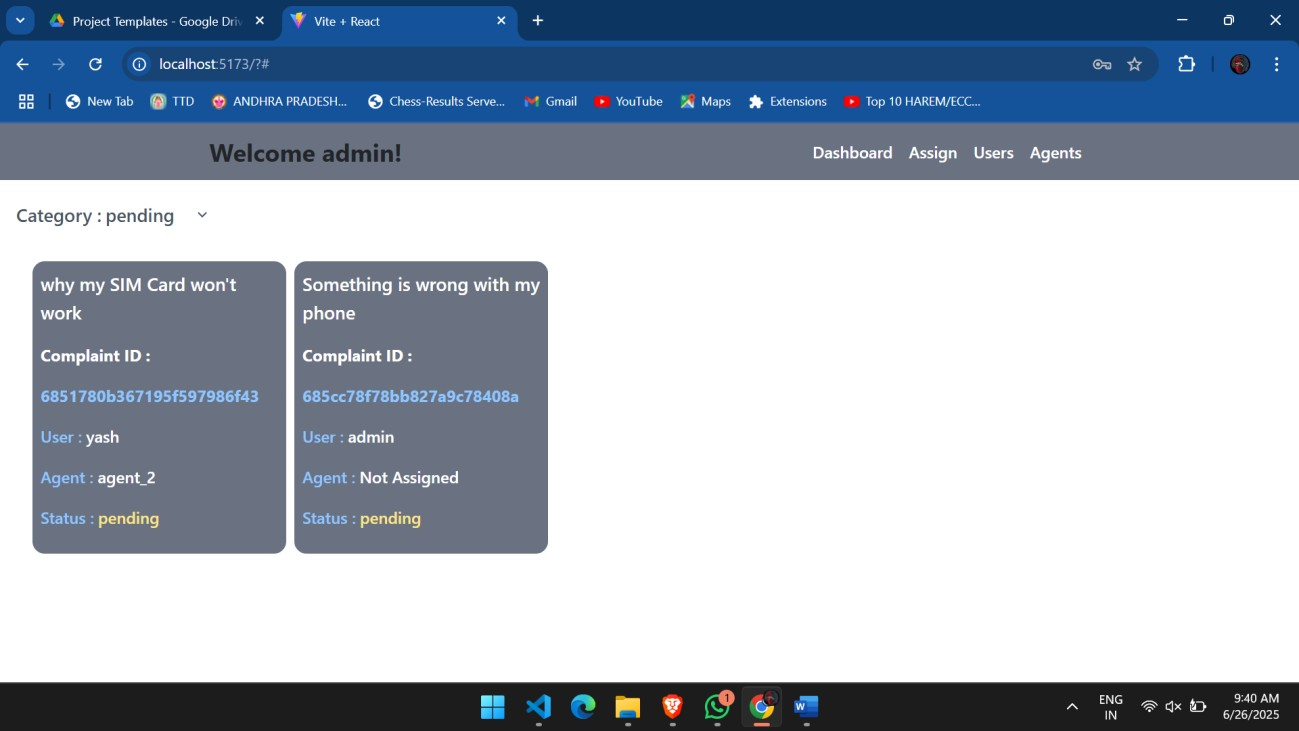 Project Templates - Google Driv
Vite + React
localhost:5173/?#
New Tab
TTD
ANDHRA PRADESH...
Chess-Results Serve...
Gmail
YouTube
Maps
Extensions
Top 10 HAREM/ECC...
Welcome admin!
Dashboard
Assign
Users
Agents
Category : pending
why my SIM Card won't
work
Complaint ID :
6851780b367195f597986f43
User : yash
Agent : agent_2
Status : pending
Something is wrong with my
phone
Complaint ID :
685cc78f78bb827a9c78408a
User : admin
Agent : Not Assigned
Status : pending
1
W
ENG
IN
9:40 AM
6/26/2025